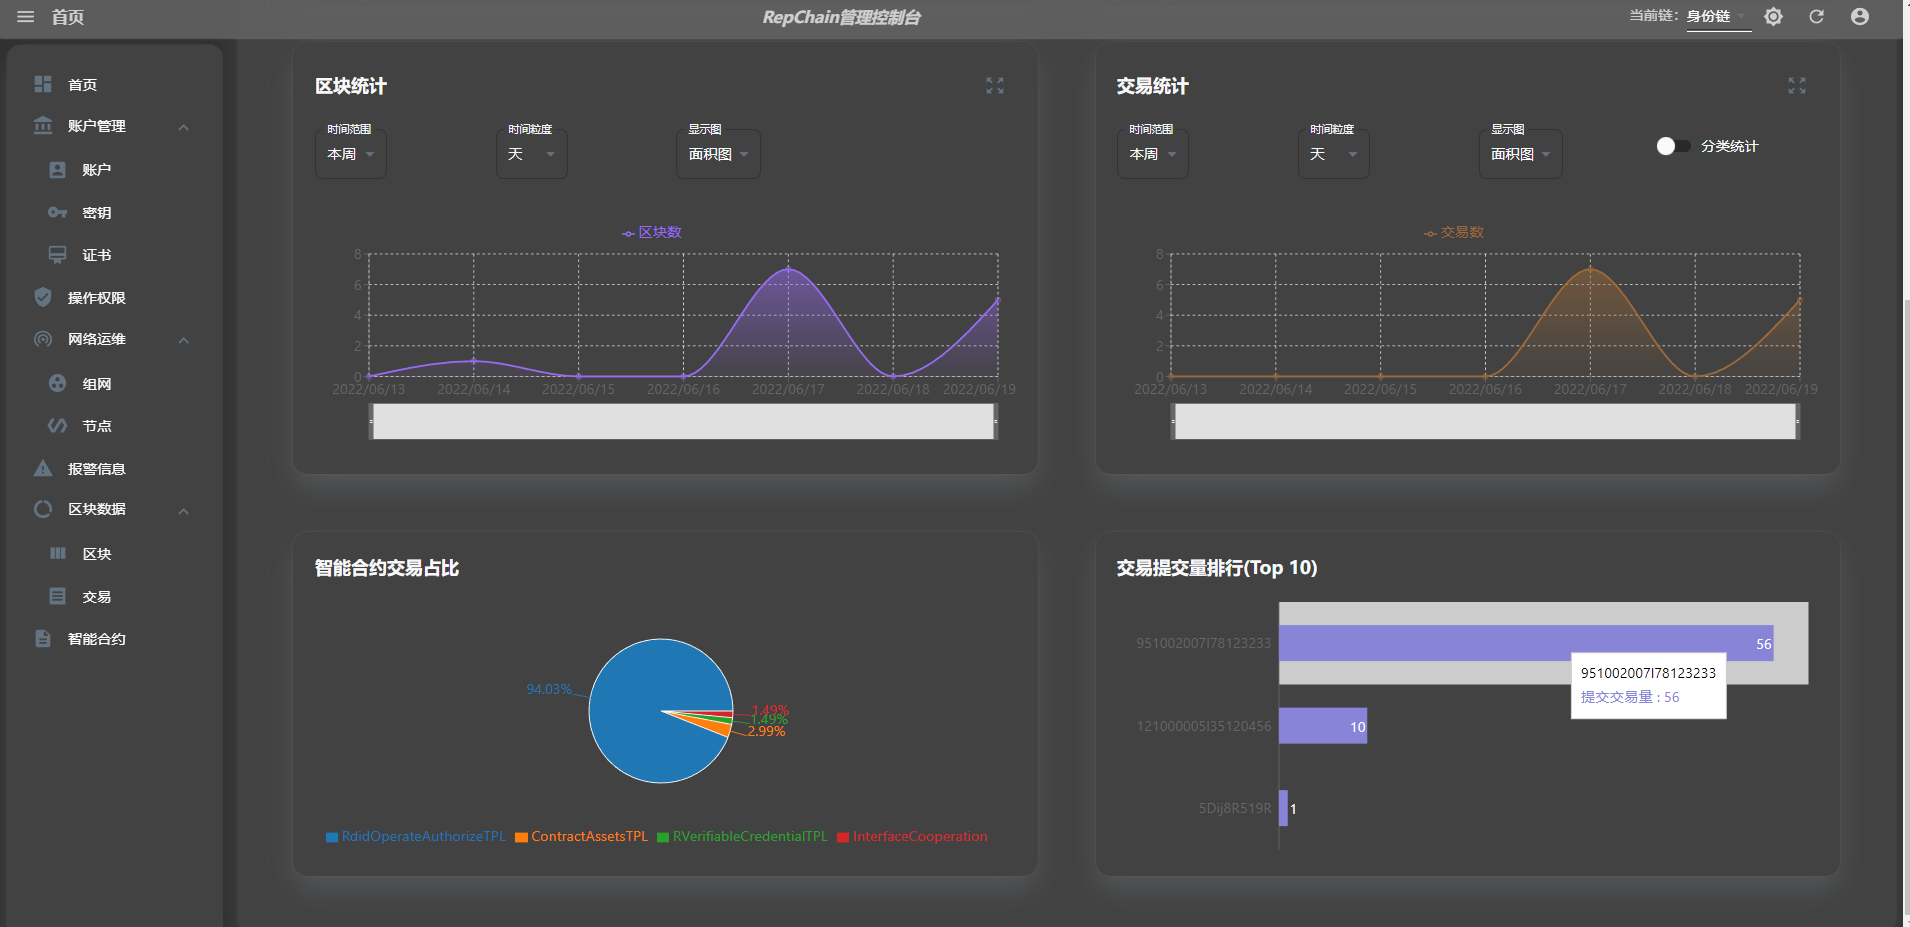 首页
RepChain管理控制台
当前链: 身份链
首页
账户管理
账户
密钥
证书
操作权限
网络运维
组网
节点
报警信息
区块数据
区块
交易
智能合约
区块统计
时间范围 时间粒度 显示图
本周 天 面积图
区块数
8
6
4
2
0
2022/06/13 2022/06/14 2022/06/15 2022/06/16 2022/06/17 2022/06/18 2022/06/19
交易统计
时间范围 时间粒度 显示图
本周 天 面积图 分类统计
交易数
8
6
4
2
0
2022/06/13 2022/06/14 2022/06/15 2022/06/16 2022/06/17 2022/06/18 2022/06/19
智能合约交易占比
94.03%
1.49%
1.49%
2.99%
RdidOperateAuthorizeTPL ContractAssetsTPL RVerifiableCredentialTPL InterfaceCooperation
交易提交量排行(Top 10)
951002007l78123233 56
951002007l78123233
提交交易量 : 56
121000005l35120456 10
5Dij8R519R 1